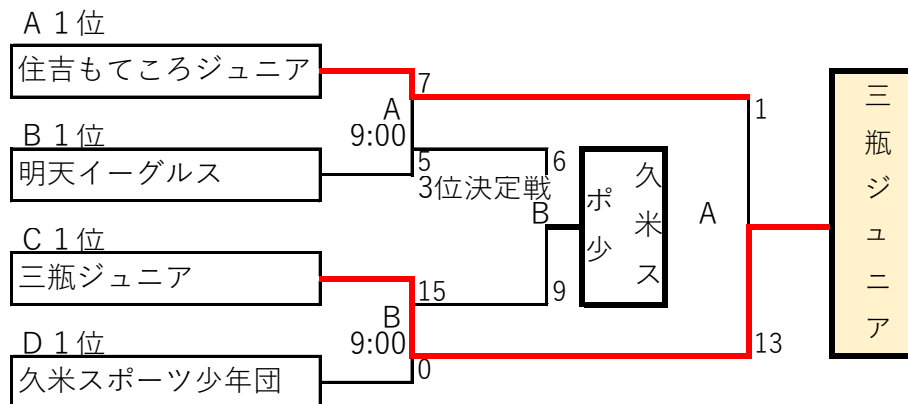 A１位
住吉もてころジュニア
7
1
A
9:00
B１位
明天イーグルス
5
3位決定戦
6
B
久米ス
ポ少
9
A
C１位
三瓶ジュニア
15
B
9:00
13
D１位
久米スポーツ少年団
0
三瓶ジュニア